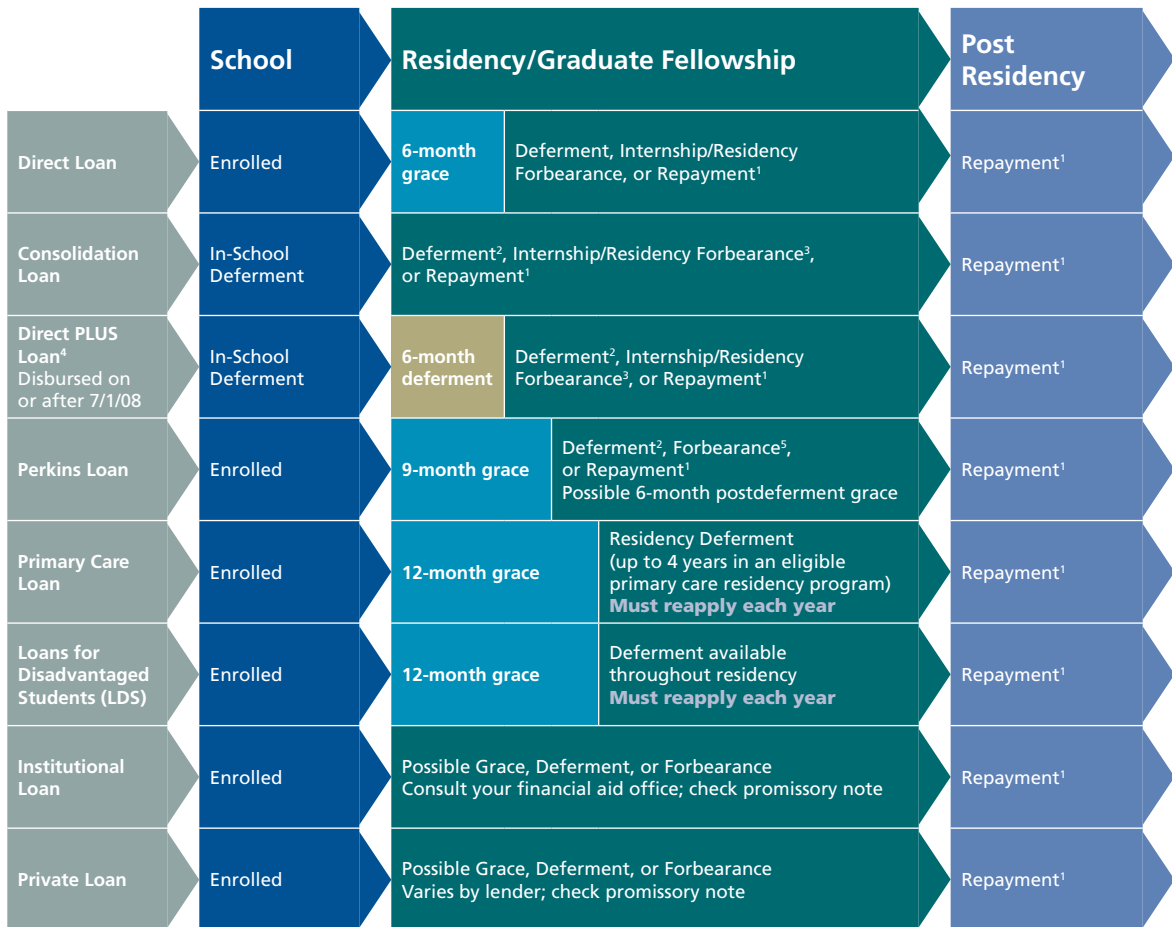 School
Residency/Graduate Fellowship
Post
Residency
Direct Loan
Enrolled
6-month
grace
Deferment, Internship/Residency
Forbearance, or Repayment¹
Repayment¹
Consolidation
Loan
In-School
Deferment
Deferment², Internship/Residency Forbearance³,
or Repayment¹
Repayment¹
Direct PLUS
Loan⁴
Disbursed on
or after 7/1/08
In-School
Deferment
6-month
deferment
Deferment², Internship/Residency
Forbearance³, or Repayment¹
Repayment¹
Perkins Loan
Enrolled
9-month grace
Deferment², Forbearance⁵,
or Repayment¹
Possible 6-month postdeferment grace
Repayment¹
Primary Care
Loan
Enrolled
12-month grace
Residency Deferment
(up to 4 years in an eligible
primary care residency program)
Must reapply each year
Repayment¹
Loans for
Disadvantaged
Students (LDS)
Enrolled
12-month grace
Deferment available
throughout residency
Must reapply each year
Repayment¹
Institutional
Loan
Enrolled
Possible Grace, Deferment, or Forbearance
Consult your financial aid office; check promissory note
Repayment¹
Private Loan
Enrolled
Possible Grace, Deferment, or Forbearance
Varies by lender; check promissory note
Repayment¹